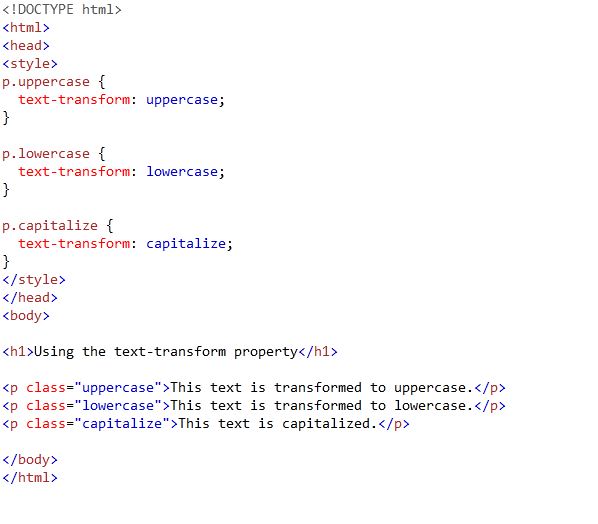 <!DOCTYPE html>
<html>
<head>
<style>
p.uppercase {
  text-transform: uppercase;
}

p.lowercase {
  text-transform: lowercase;
}

p.capitalize {
  text-transform: capitalize;
}
</style>
</head>
<body>

<h1>Using the text-transform property</h1>

<p class="uppercase">This text is transformed to uppercase.</p>
<p class="lowercase">This text is transformed to lowercase.</p>
<p class="capitalize">This text is capitalized.</p>

</body>
</html>